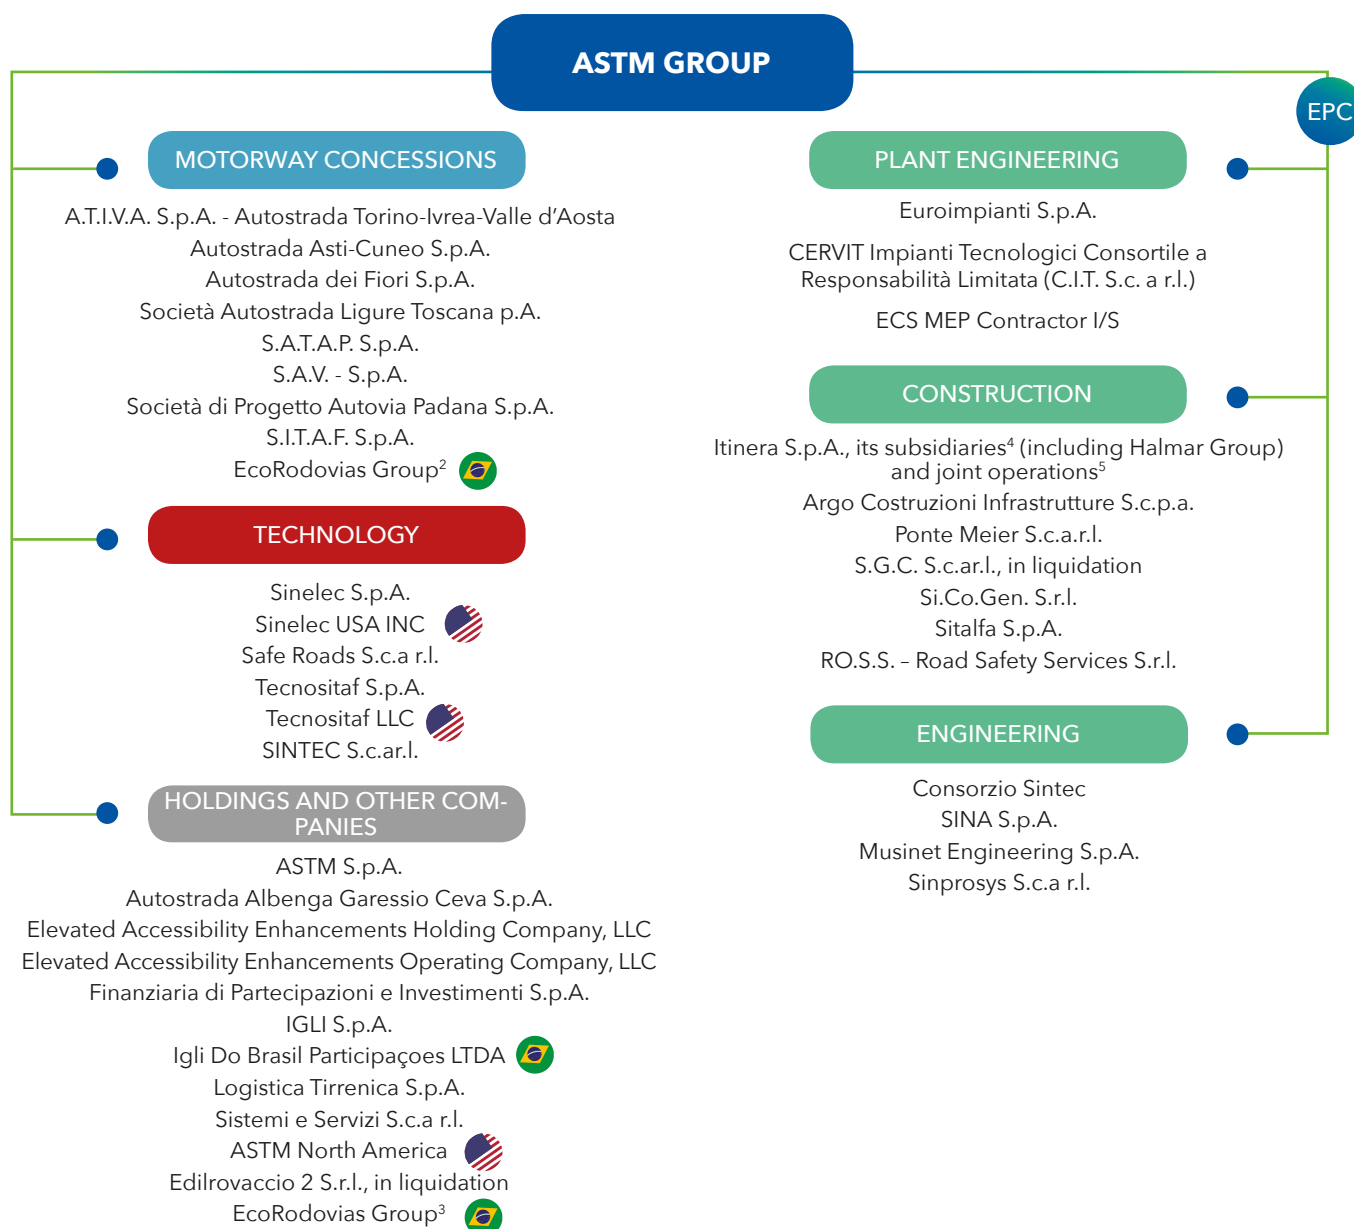 ASTM GROUP
EPC
MOTORWAY CONCESSIONS
A.T.I.V.A. S.p.A. - Autostrada Torino-Ivrea-Valle d’Aosta
Autostrada Asti-Cuneo S.p.A.
Autostrada dei Fiori S.p.A.
Società Autostrada Ligure Toscana p.A.
S.A.T.A.P. S.p.A.
S.A.V. - S.p.A.
Società di Progetto Autovia Padana S.p.A.
S.I.T.A.F. S.p.A.
EcoRodovias Group²
TECHNOLOGY
Sinelec S.p.A.
Sinelec USA INC
Safe Roads S.c.a r.l.
Tecnositaf S.p.A.
Tecnositaf LLC
SINTEC S.c.ar.l.
HOLDINGS AND OTHER COM-
PANIES
ASTM S.p.A.
Autostrada Albenga Garessio Ceva S.p.A.
Elevated Accessibility Enhancements Holding Company, LLC
Elevated Accessibility Enhancements Operating Company, LLC
Finanziaria di Partecipazioni e Investimenti S.p.A.
IGLI S.p.A.
Igli Do Brasil Participaçoes LTDA
Logistica Tirrenica S.p.A.
Sistemi e Servizi S.c.a r.l.
ASTM North America
Edilrovaccio 2 S.r.l., in liquidation
EcoRodovias Group³
PLANT ENGINEERING
Euroimpianti S.p.A.
CERVIT Impianti Tecnologici Consortile a
Responsabilità Limitata (C.I.T. S.c. a r.l.)
ECS MEP Contractor I/S
CONSTRUCTION
Itinera S.p.A., its subsidiaries⁴ (including Halmar Group)
and joint operations⁵
Argo Costruzioni Infrastrutture S.c.p.a.
Ponte Meier S.c.a.r.l.
S.G.C. S.c.ar.l., in liquidation
Si.Co.Gen. S.r.l.
Sitalfa S.p.A.
RO.S.S. – Road Safety Services S.r.l.
ENGINEERING
Consorzio Sintec
SINA S.p.A.
Musinet Engineering S.p.A.
Sinprosys S.c.a r.l.